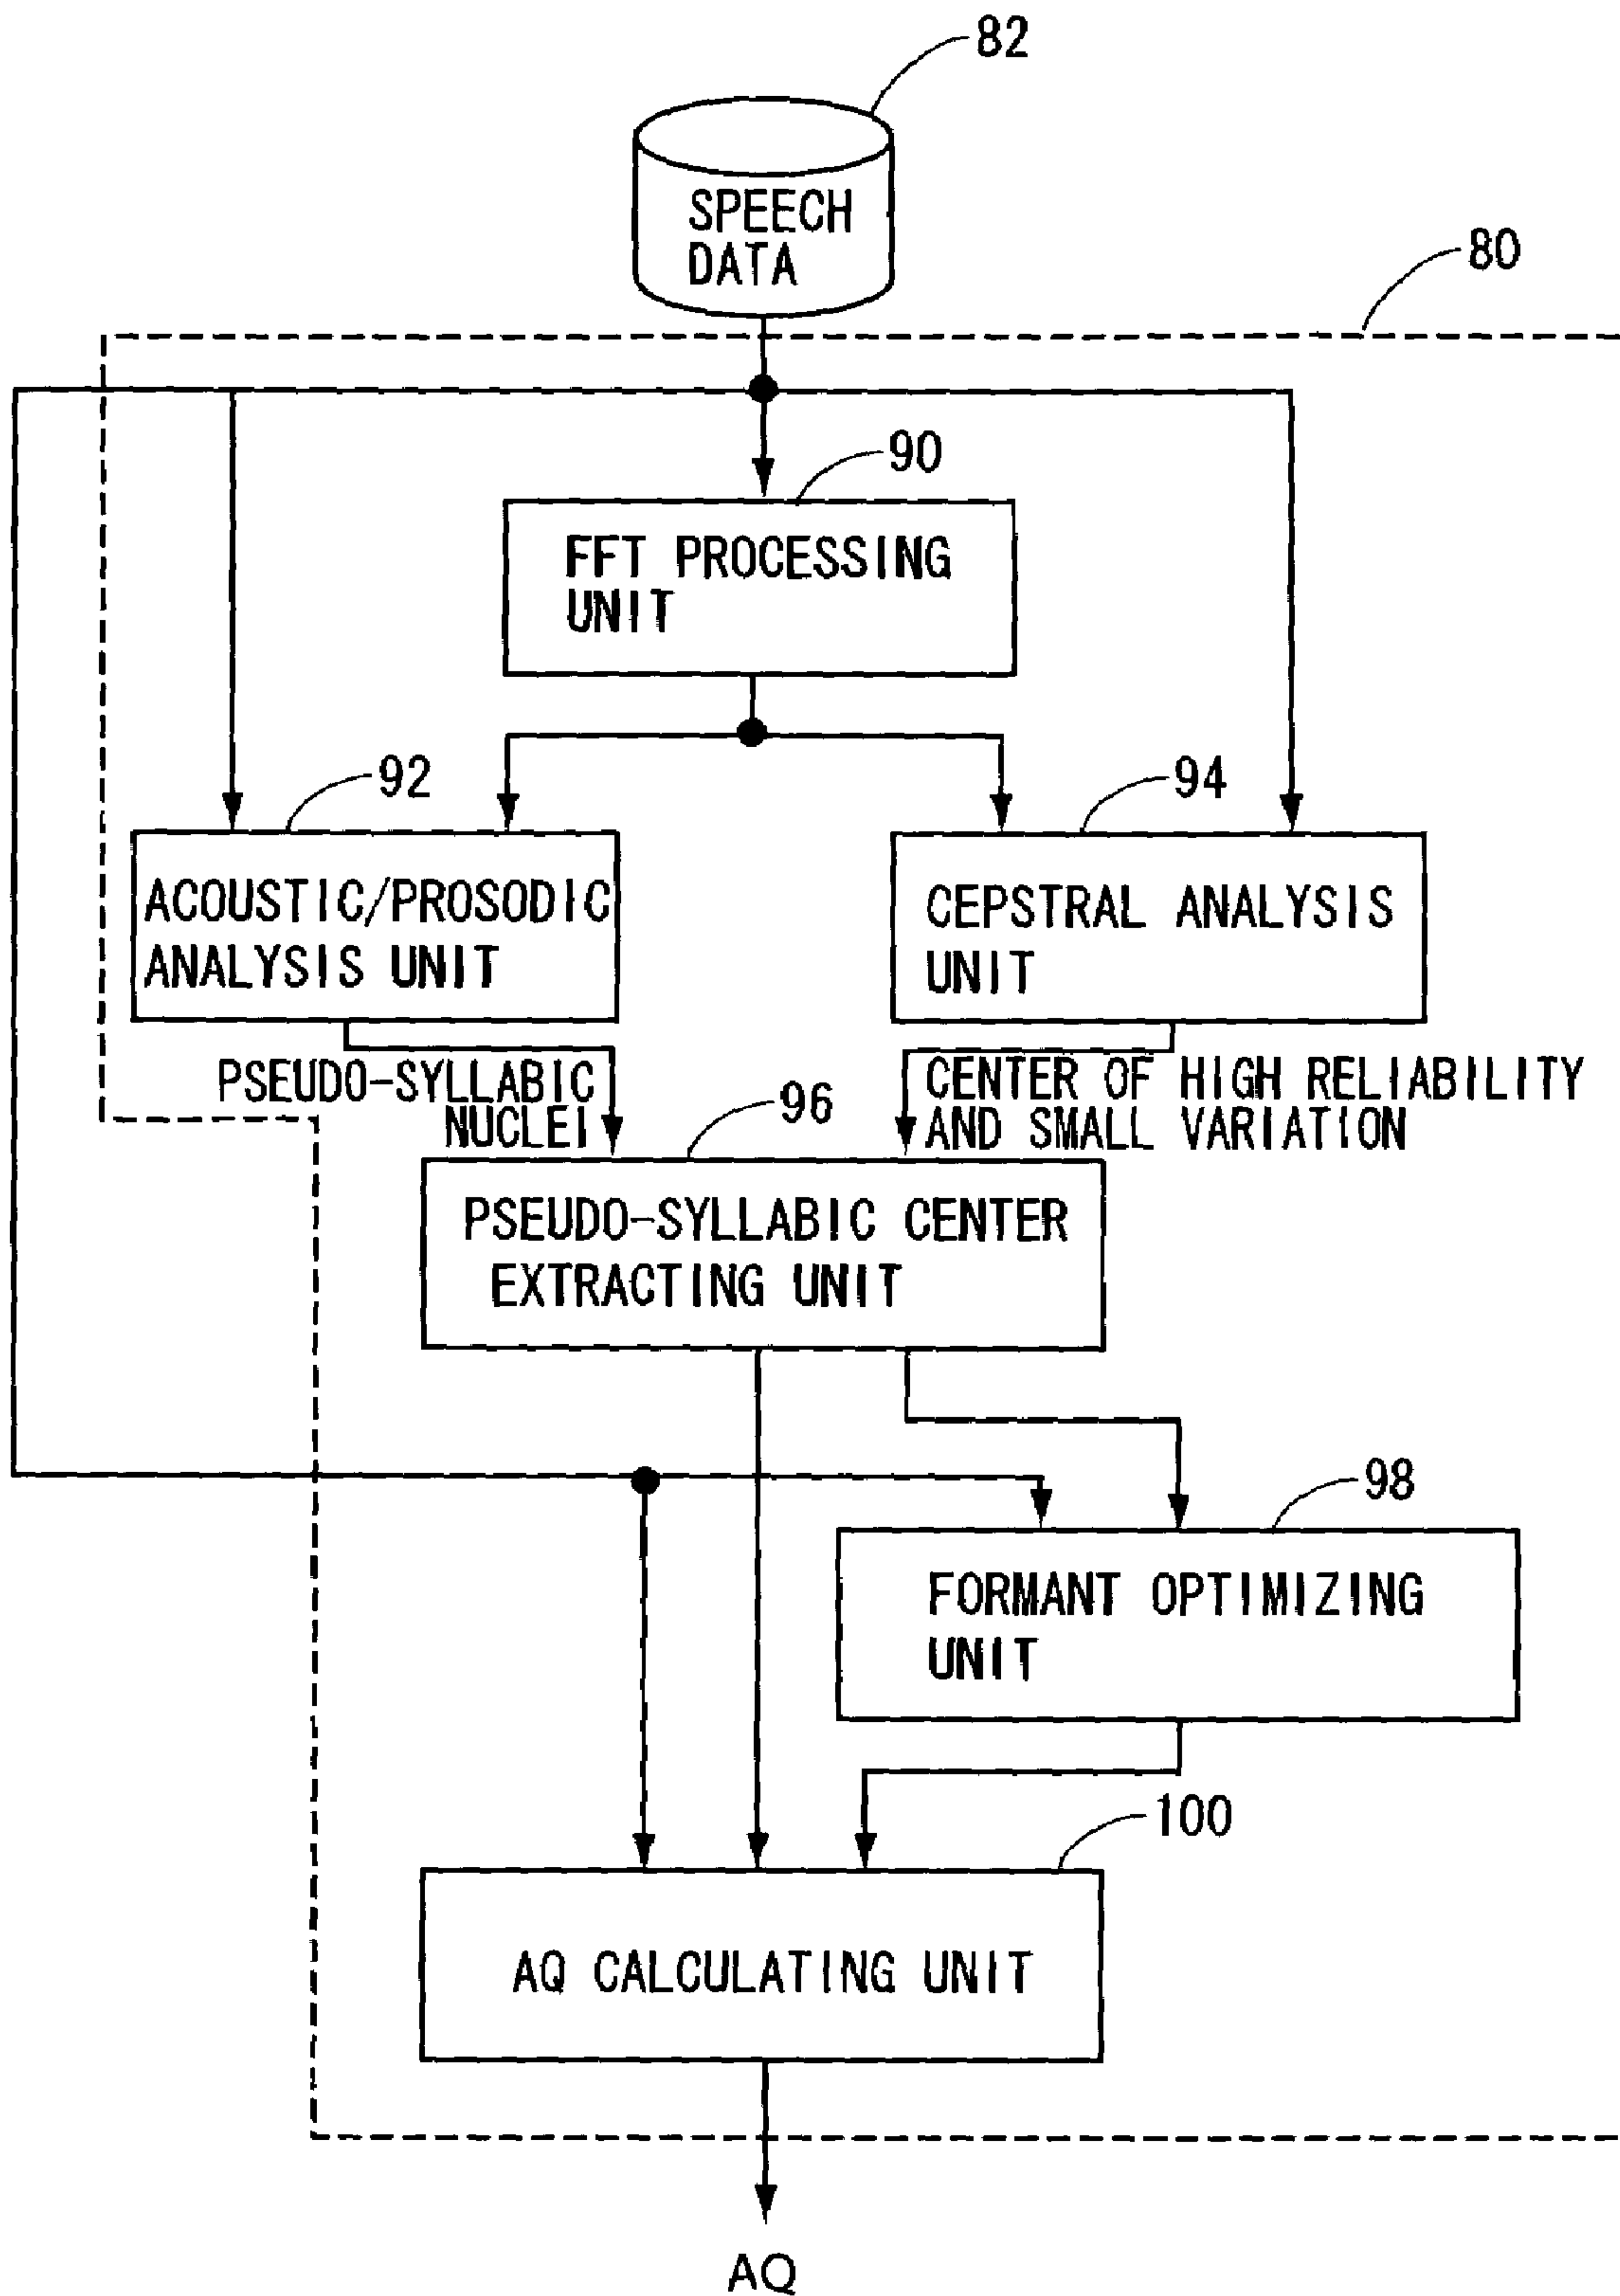 82
SPEECH
DATA
80
90
FFT PROCESSING
UNIT
92
94
ACOUSTIC/PROSODIC
ANALYSIS UNIT
CEPSTRAL ANALYSIS
UNIT
PSEUDO-SYLLABIC
NUCLEI
CENTER OF HIGH RELIABILITY
AND SMALL VARIATION
96
PSEUDO-SYLLABIC CENTER
EXTRACTING UNIT
98
FORMANT OPTIMIZING
UNIT
100
AQ CALCULATING UNIT
AQ